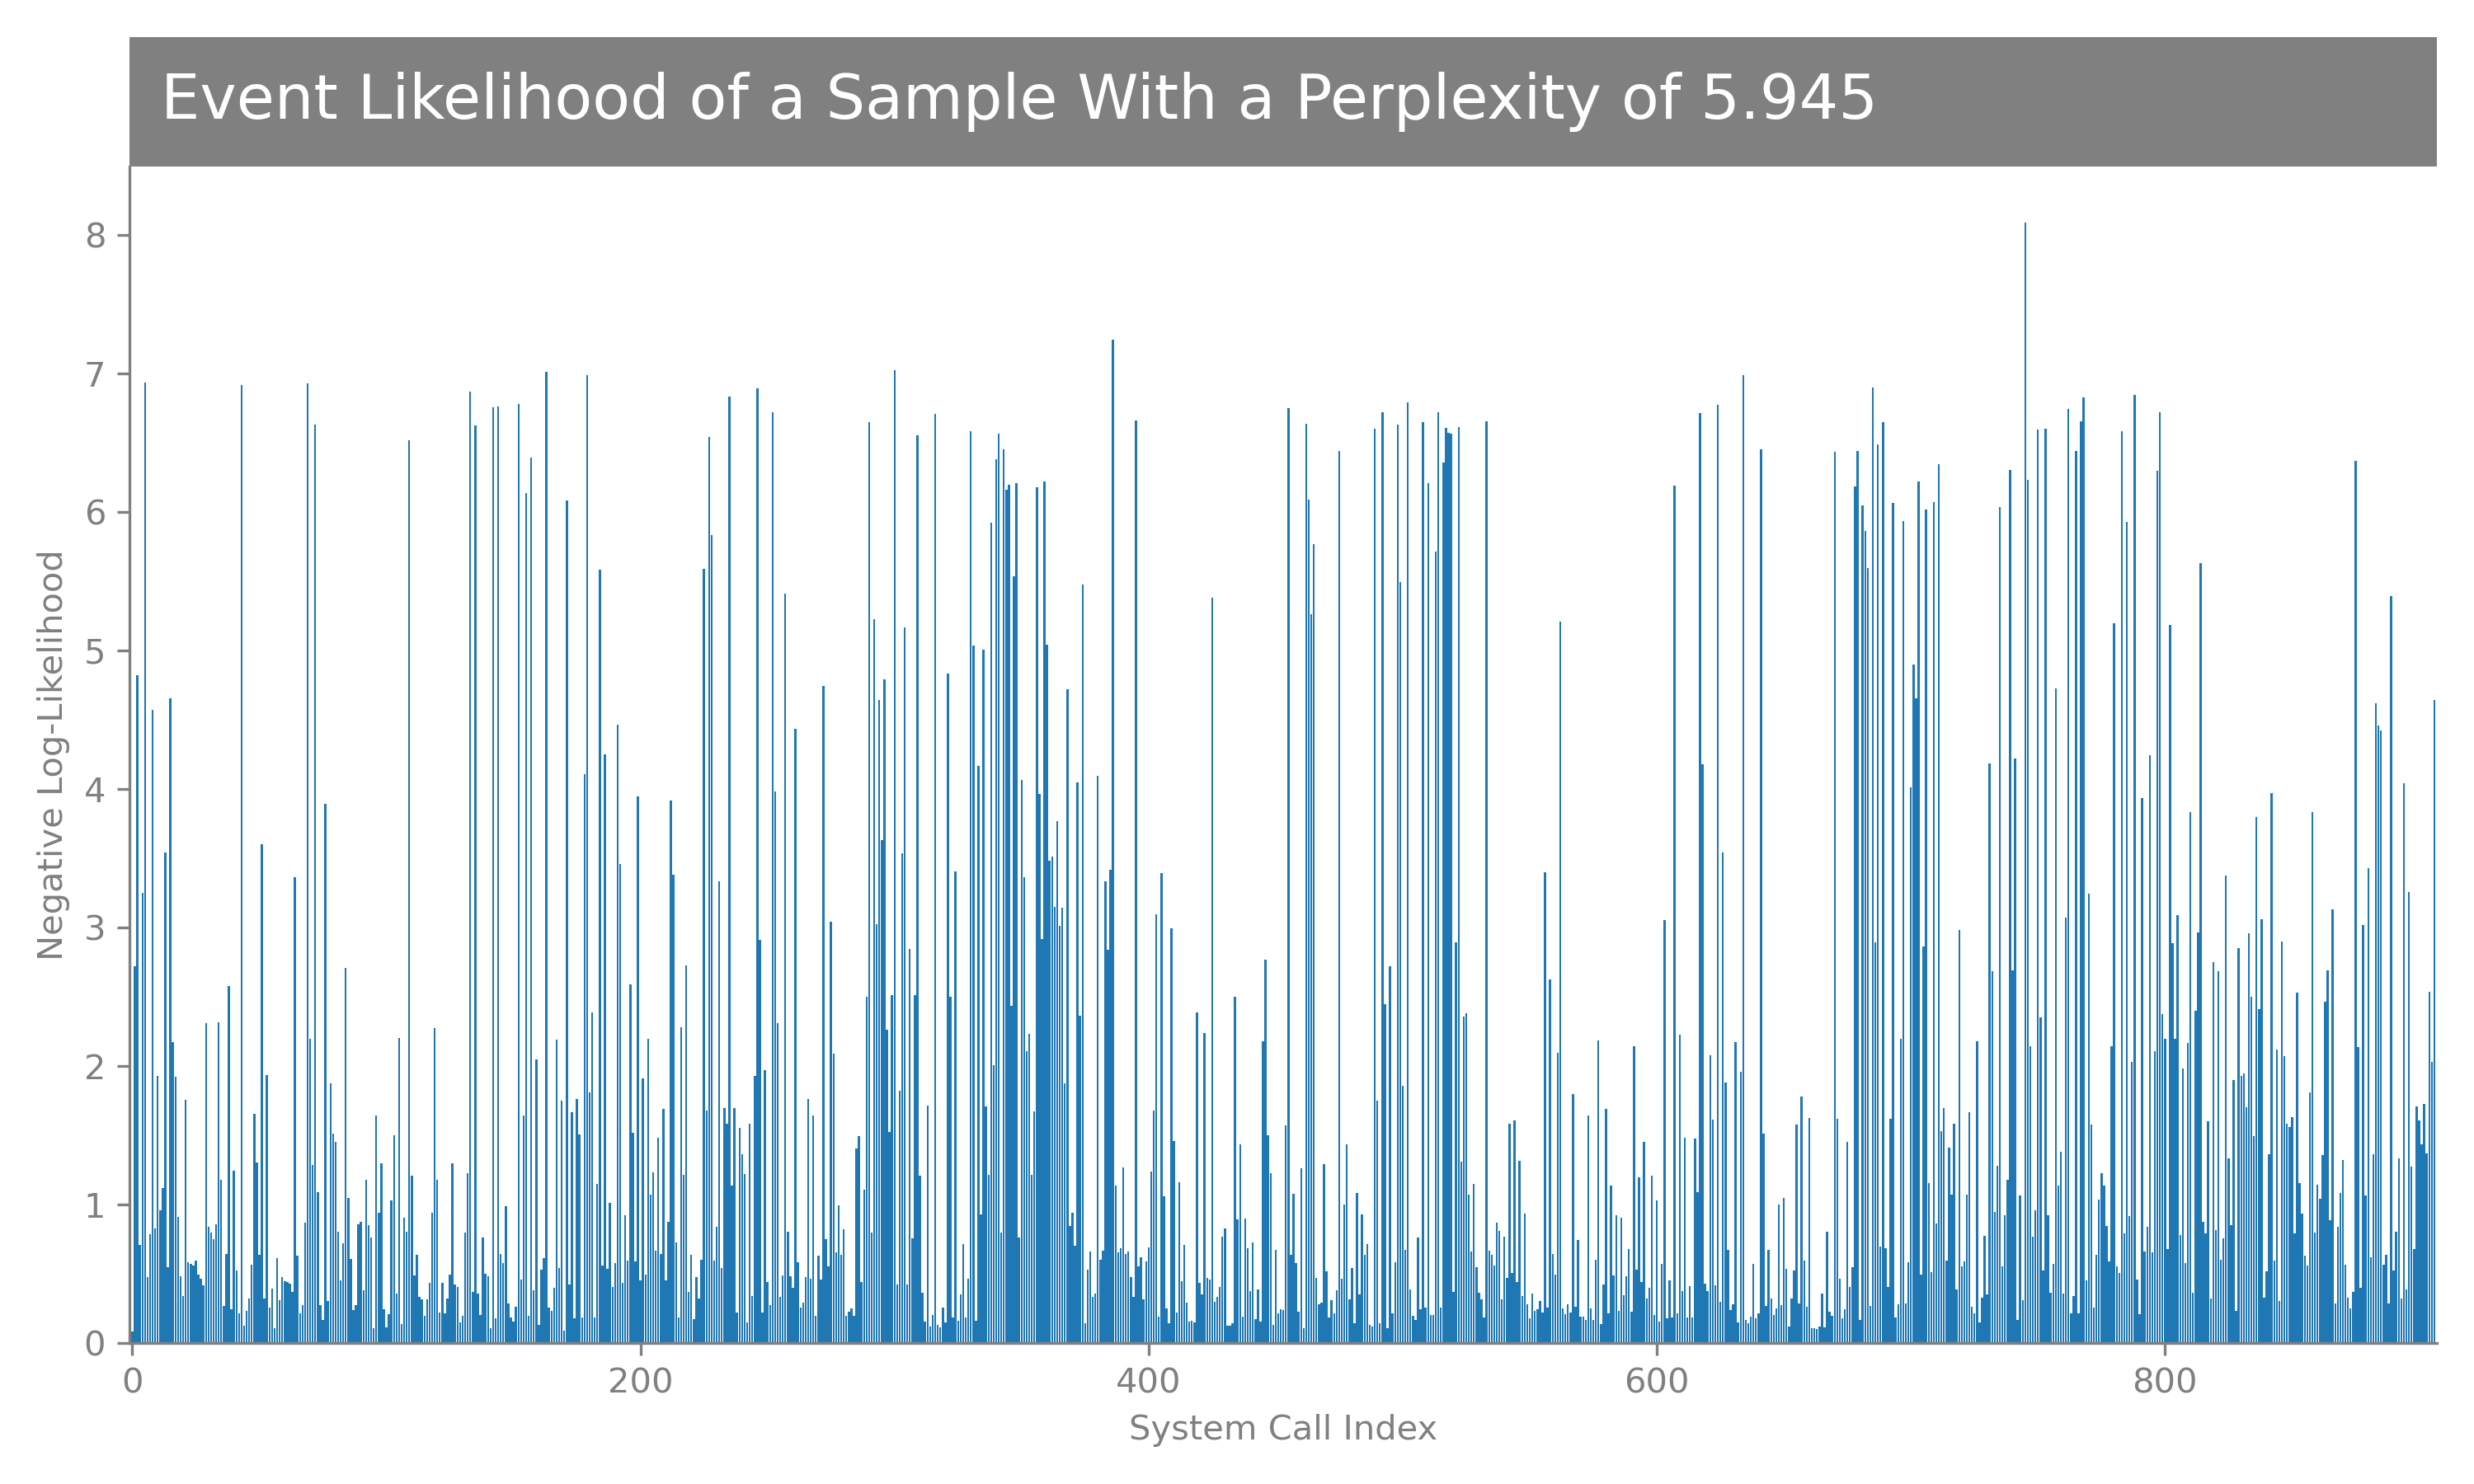 Event Likelihood of a Sample With a Perplexity of 5.945
8
7
6
5
4
3
2
1
0
Negative Log-Likelihood
0 200 400 600 800
System Call Index